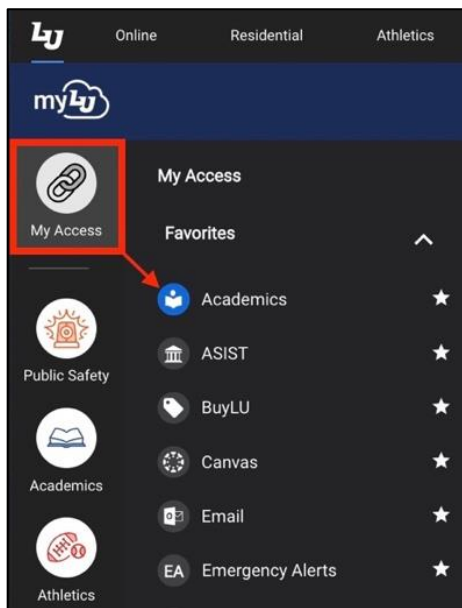 LU Online Residential Athletics
myLU
My Access
Public Safety
Academics
Athletics
My Access
Favorites
Academics
ASIST
BuyLU
Canvas
Email
EA Emergency Alerts